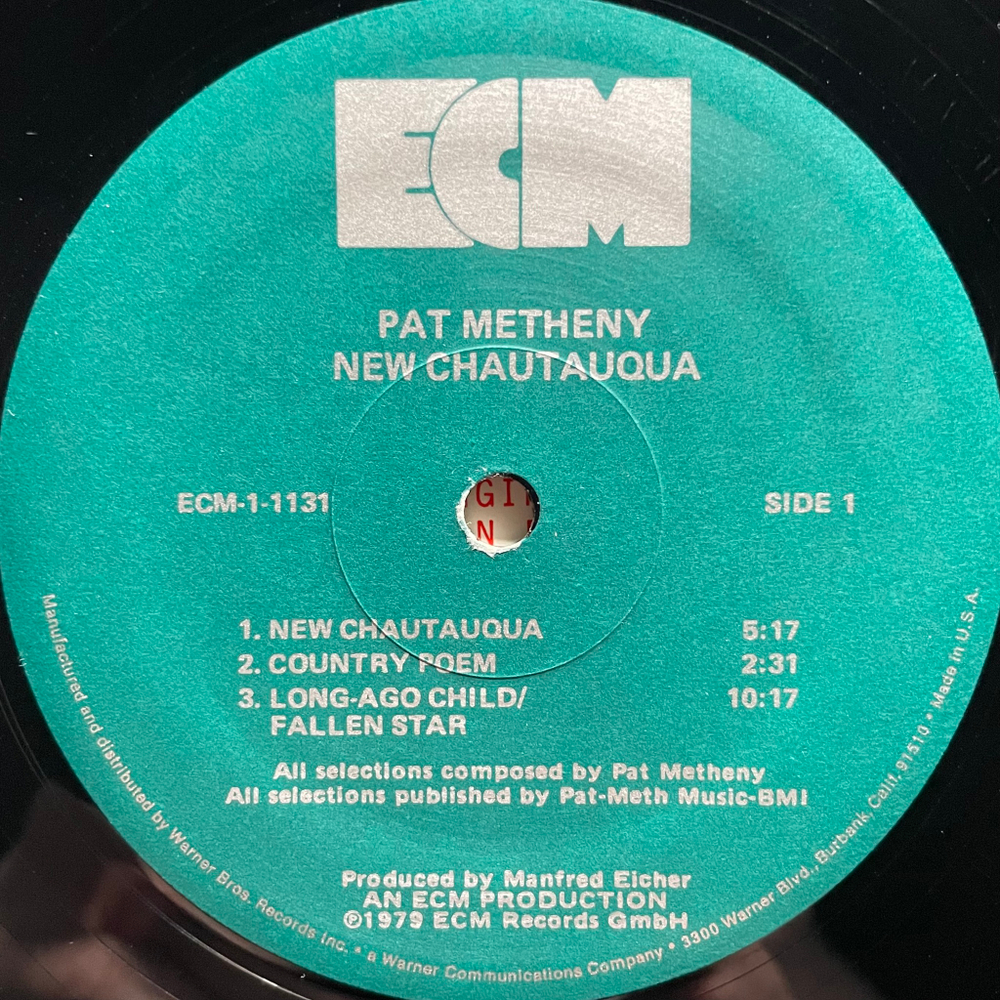 ECM
PAT METHENY
NEW CHAUTAUQUA
ECM-1-1131
SIDE 1
GI
N
1. NEW CHAUTAUQUA 5:17
2. COUNTRY POEM 2:31
3. LONG-AGO CHILD/ 10:17
FALLEN STAR
All selections composed by Pat Metheny
All selections published by Pat-Meth Music-BMI
Produced by Manfred Eicher
AN ECM PRODUCTION
℗1979 ECM Records GmbH
Manufactured and distributed by Warner Bros. Records Inc. • a Warner Communications Company • 3300 Warner Blvd., Burbank, Calif. 91510 • Made in U.S.A.